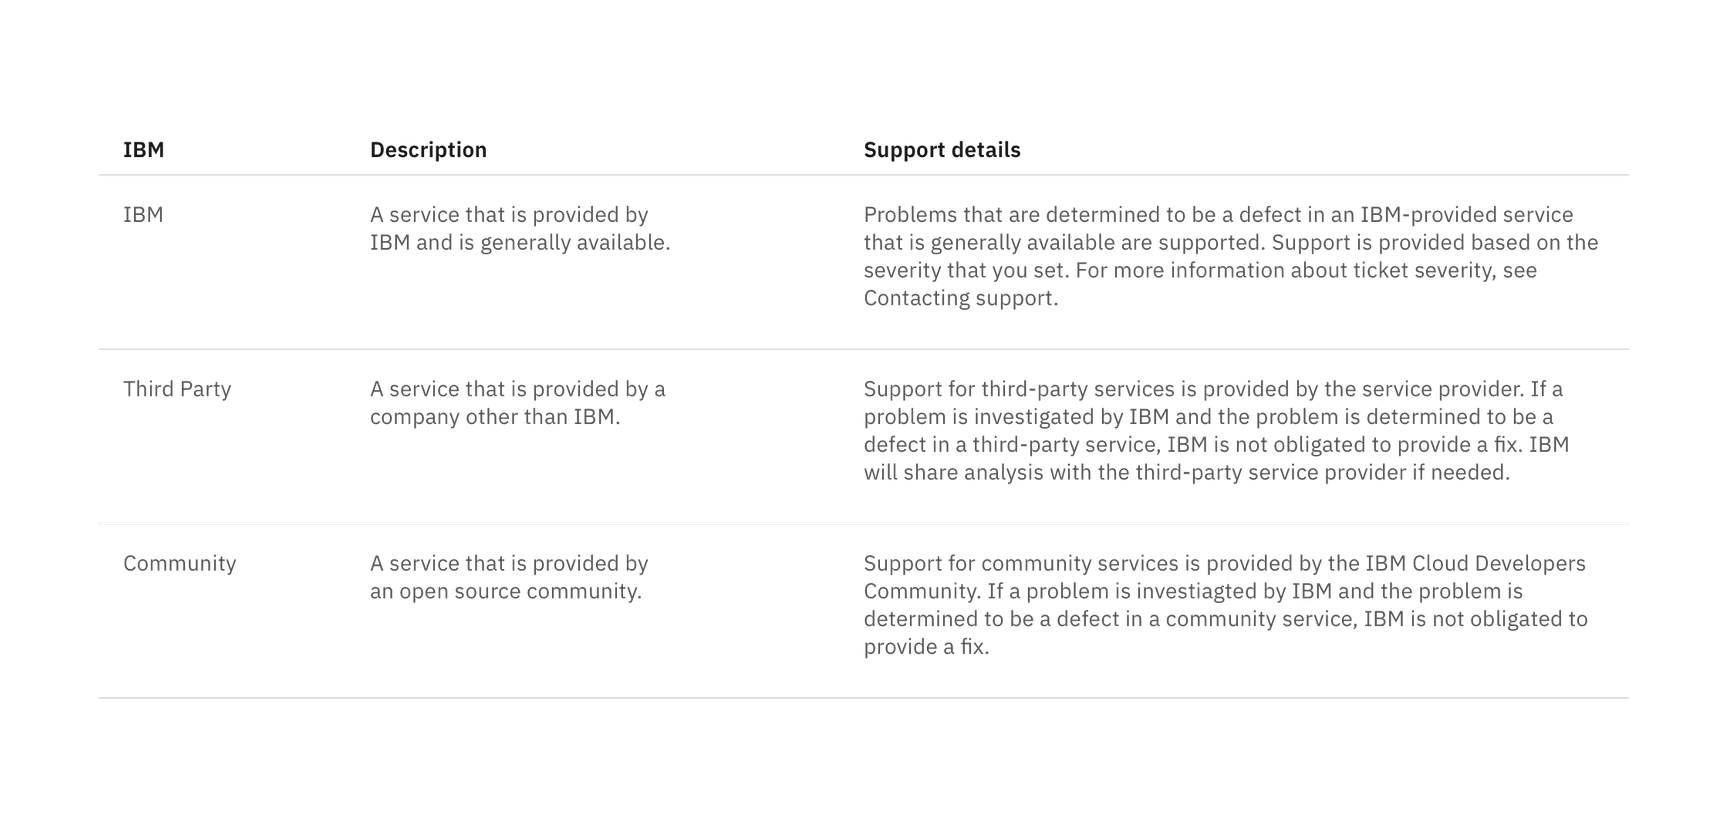 IBM
Description
Support details
IBM
A service that is provided by
IBM and is generally available.
Problems that are determined to be a defect in an IBM-provided service
that is generally available are supported. Support is provided based on the
severity that you set. For more information about ticket severity, see
Contacting support.
Third Party
A service that is provided by a
company other than IBM.
Support for third-party services is provided by the service provider. If a
problem is investigated by IBM and the problem is determined to be a
defect in a third-party service, IBM is not obligated to provide a fix. IBM
will share analysis with the third-party service provider if needed.
Community
A service that is provided by
an open source community.
Support for community services is provided by the IBM Cloud Developers
Community. If a problem is investiagted by IBM and the problem is
determined to be a defect in a community service, IBM is not obligated to
provide a fix.